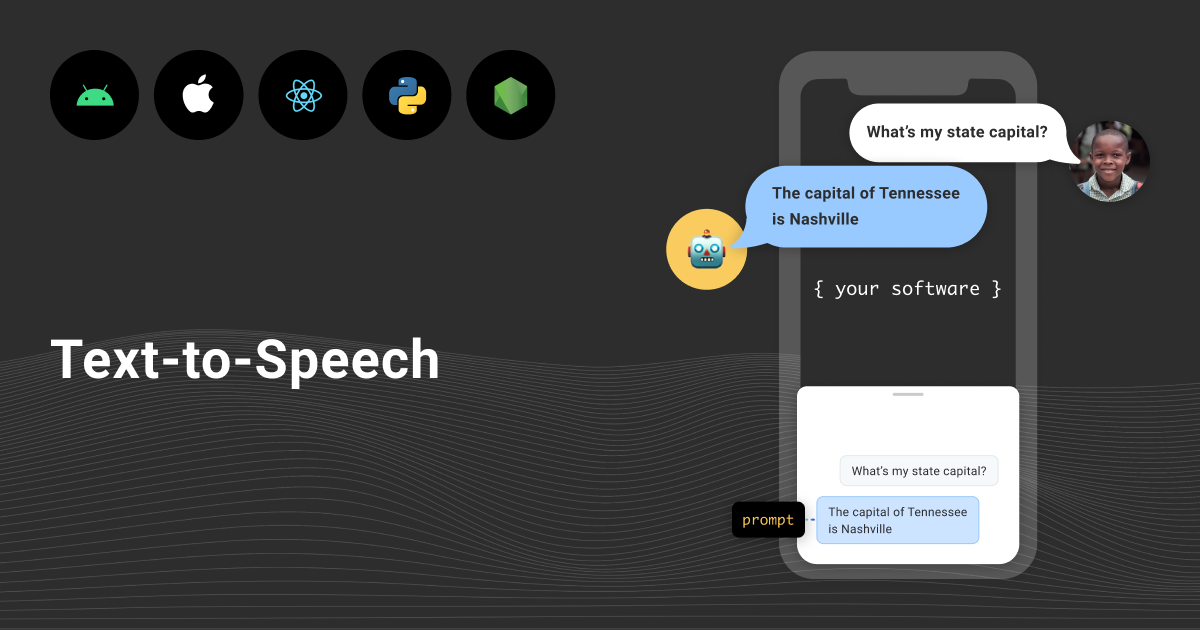 What’s my state capital?
The capital of Tennessee
is Nashville
{ your software }
Text-to-Speech
What’s my state capital?
The capital of Tennessee
is Nashville
prompt